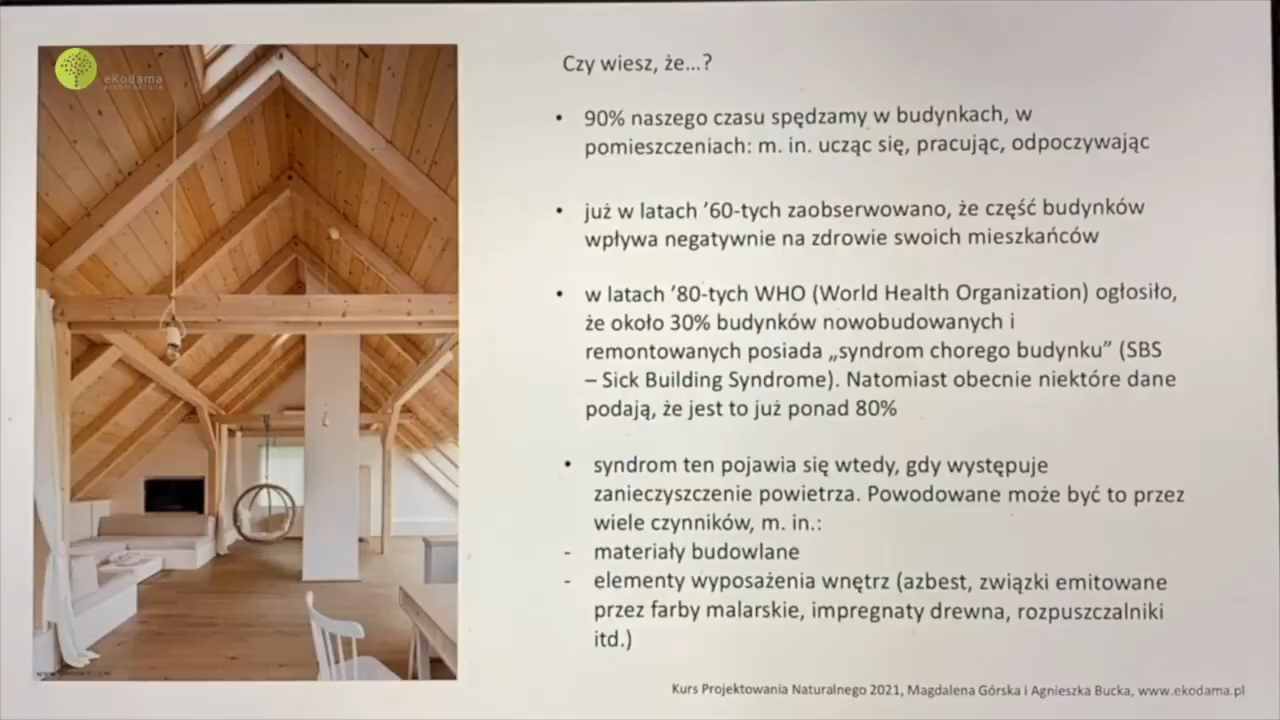 eKodama
architektura
Czy wiesz, że...?
• 90% naszego czasu spędzamy w budynkach, w
pomieszczeniach: m. in. ucząc się, pracując, odpoczywając
• już w latach ’60-tych zaobserwowano, że część budynków
wpływa negatywnie na zdrowie swoich mieszkańców
• w latach ’80-tych WHO (World Health Organization) ogłosiło,
że około 30% budynków nowobudowanych i
remontowanych posiada „syndrom chorego budynku” (SBS
– Sick Building Syndrome). Natomiast obecnie niektóre dane
podają, że jest to już ponad 80%
• syndrom ten pojawia się wtedy, gdy występuje
zanieczyszczenie powietrza. Powodowane może być to przez
wiele czynników, m. in.:
- materiały budowlane
- elementy wyposażenia wnętrz (azbest, związki emitowane
przez farby malarskie, impregnaty drewna, rozpuszczalniki
itd.)
Kurs Projektowania Naturalnego 2021, Magdalena Górska i Agnieszka Bucka, www.ekodama.pl